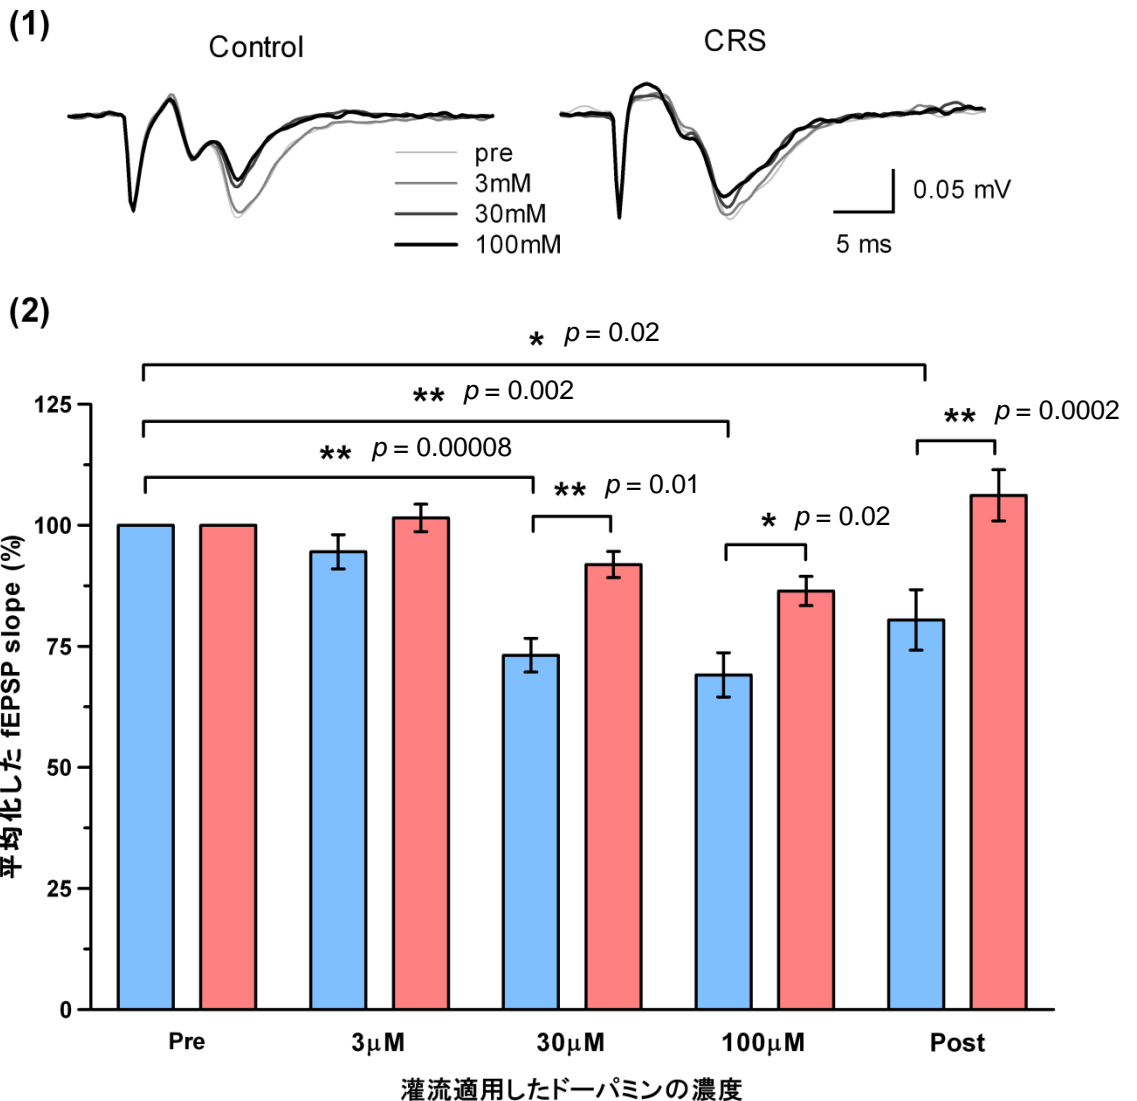 (1)
Control
CRS
pre
3mM
30mM
100mM
0.05 mV
5 ms
(2)
* p = 0.02
** p = 0.002
** p = 0.0002
** p = 0.00008
** p = 0.01
* p = 0.02
平均化した fEPSP slope (%)
125
100
75
50
25
0
Pre
3μM
30μM
100μM
Post
灌流適用したドーパミンの濃度